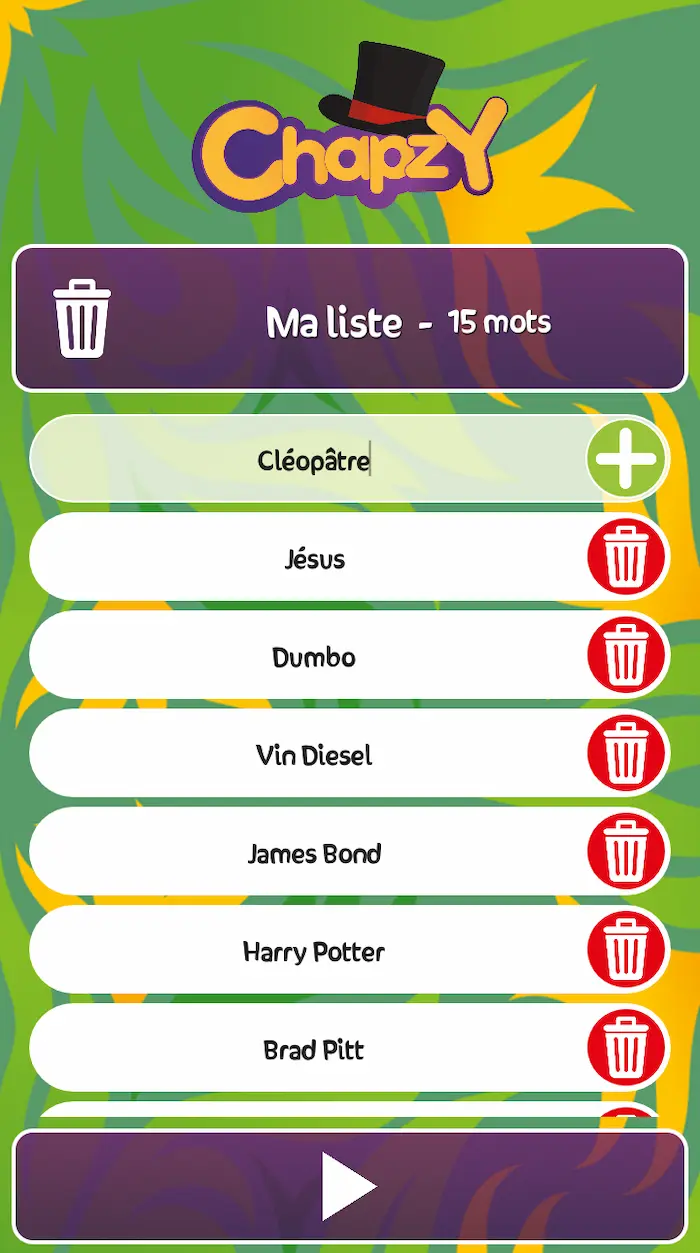 ChapzY
Ma liste - 15 mots
Cléopâtre
Jésus
Dumbo
Vin Diesel
James Bond
Harry Potter
Brad Pitt